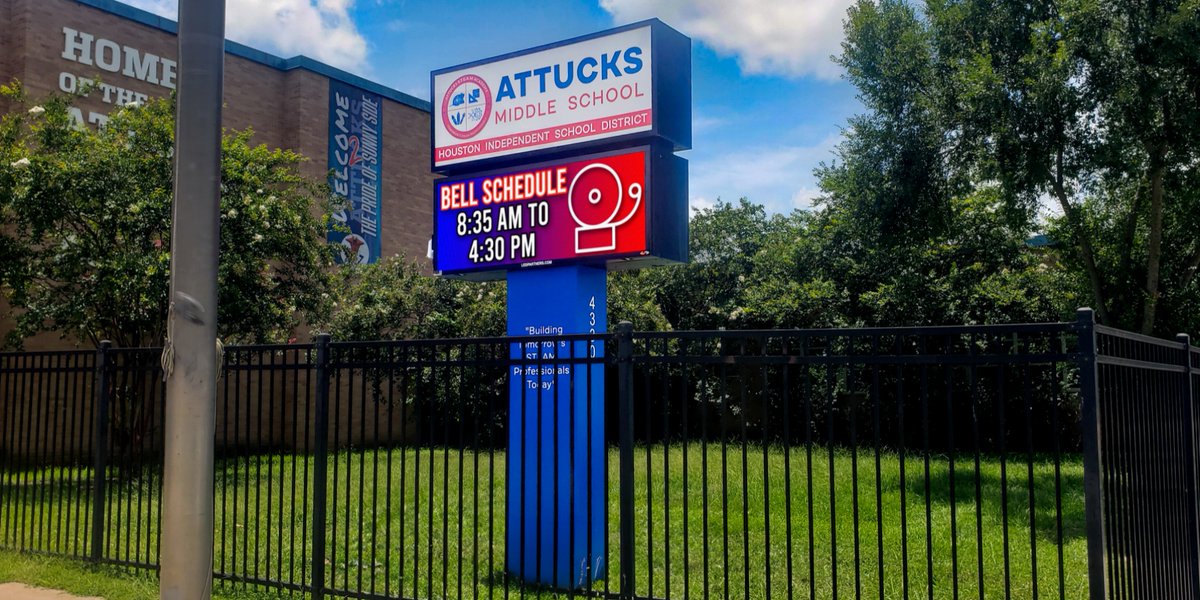 HOME
OF THE
WELCOME
2
THE PRIDE OF SUNNY SIDE
ATTUCKS
MIDDLE SCHOOL
HOUSTON INDEPENDENT SCHOOL DISTRICT
BELL SCHEDULE
8:35 AM TO
4:30 PM
"Building
Tomorrow's
STEAM
Professionals
Today"